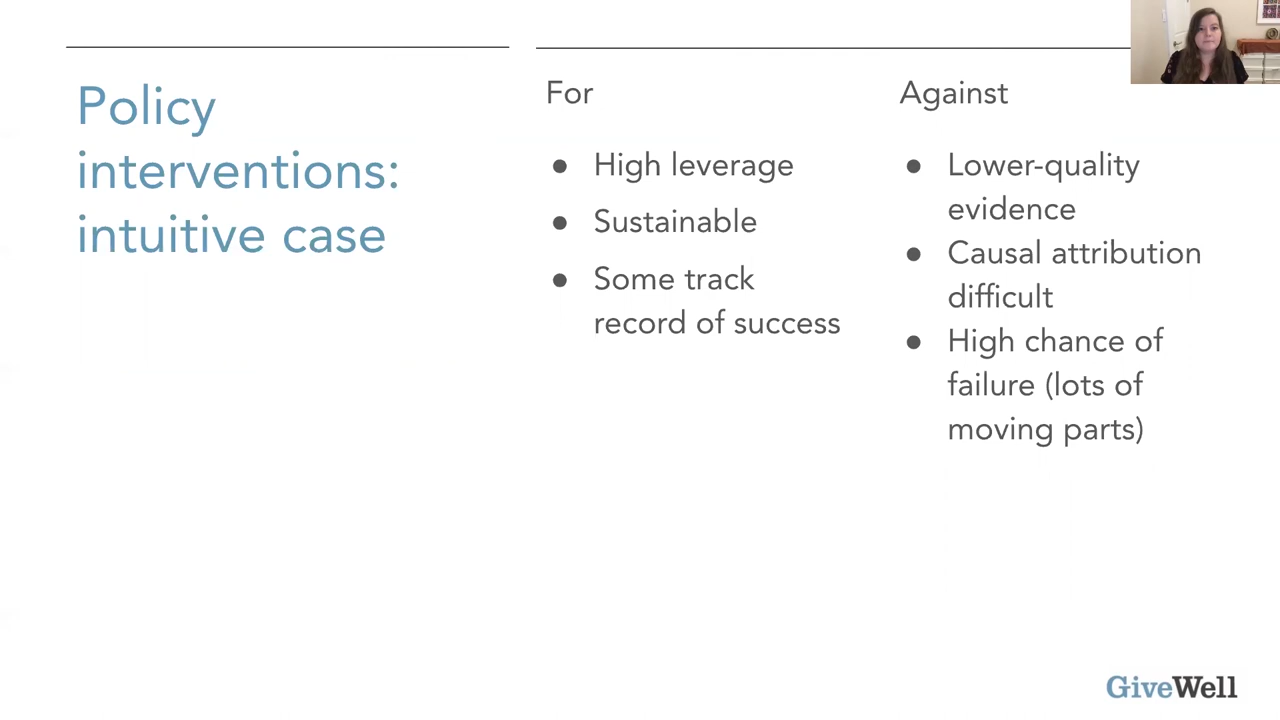 Policy
interventions:
intuitive case
For
● High leverage
● Sustainable
● Some track
record of success
Against
● Lower-quality
evidence
● Causal attribution
difficult
● High chance of
failure (lots of
moving parts)
GiveWell